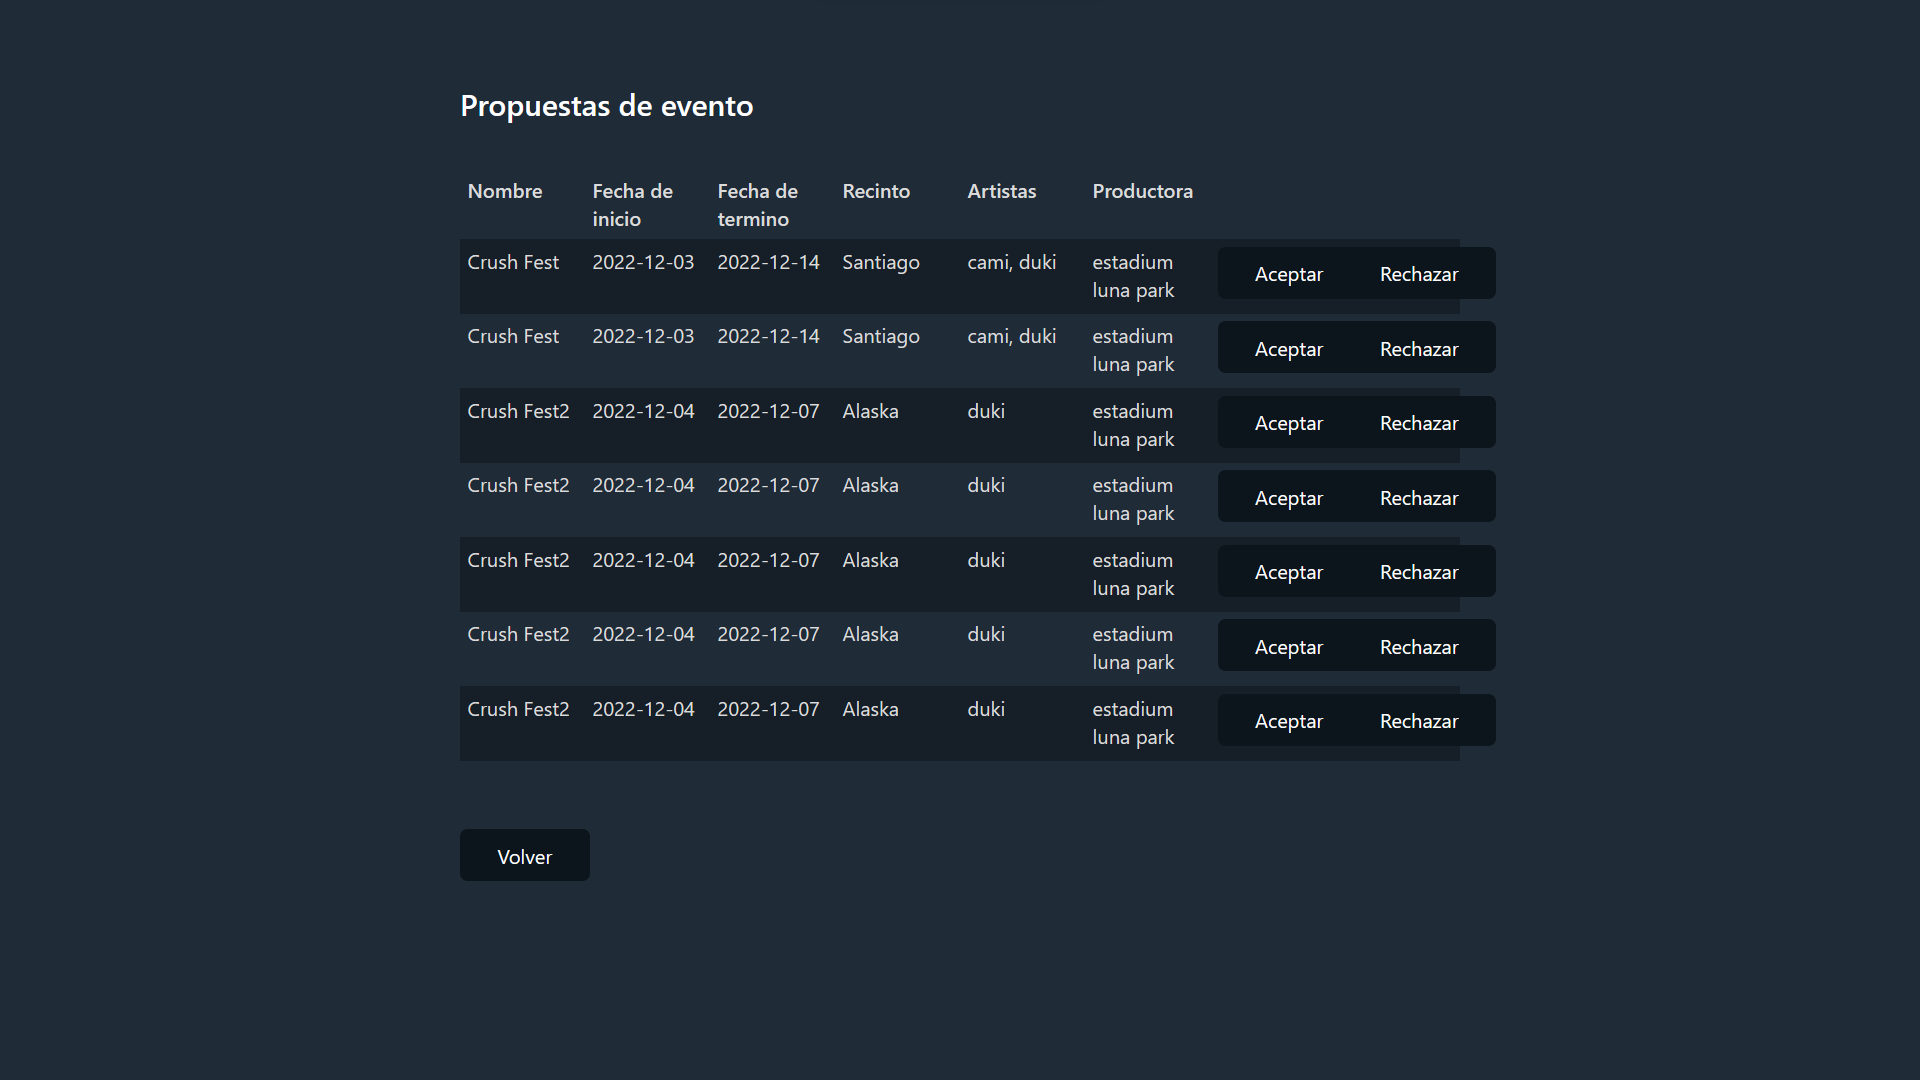 Propuestas de evento
Nombre Fecha de Fecha de Recinto Artistas Productora
inicio termino
Crush Fest 2022-12-03 2022-12-14 Santiago cami, duki estadium Aceptar Rechazar
luna park
Crush Fest 2022-12-03 2022-12-14 Santiago cami, duki estadium Aceptar Rechazar
luna park
Crush Fest2 2022-12-04 2022-12-07 Alaska duki estadium Aceptar Rechazar
luna park
Crush Fest2 2022-12-04 2022-12-07 Alaska duki estadium Aceptar Rechazar
luna park
Crush Fest2 2022-12-04 2022-12-07 Alaska duki estadium Aceptar Rechazar
luna park
Crush Fest2 2022-12-04 2022-12-07 Alaska duki estadium Aceptar Rechazar
luna park
Crush Fest2 2022-12-04 2022-12-07 Alaska duki estadium Aceptar Rechazar
luna park
Volver